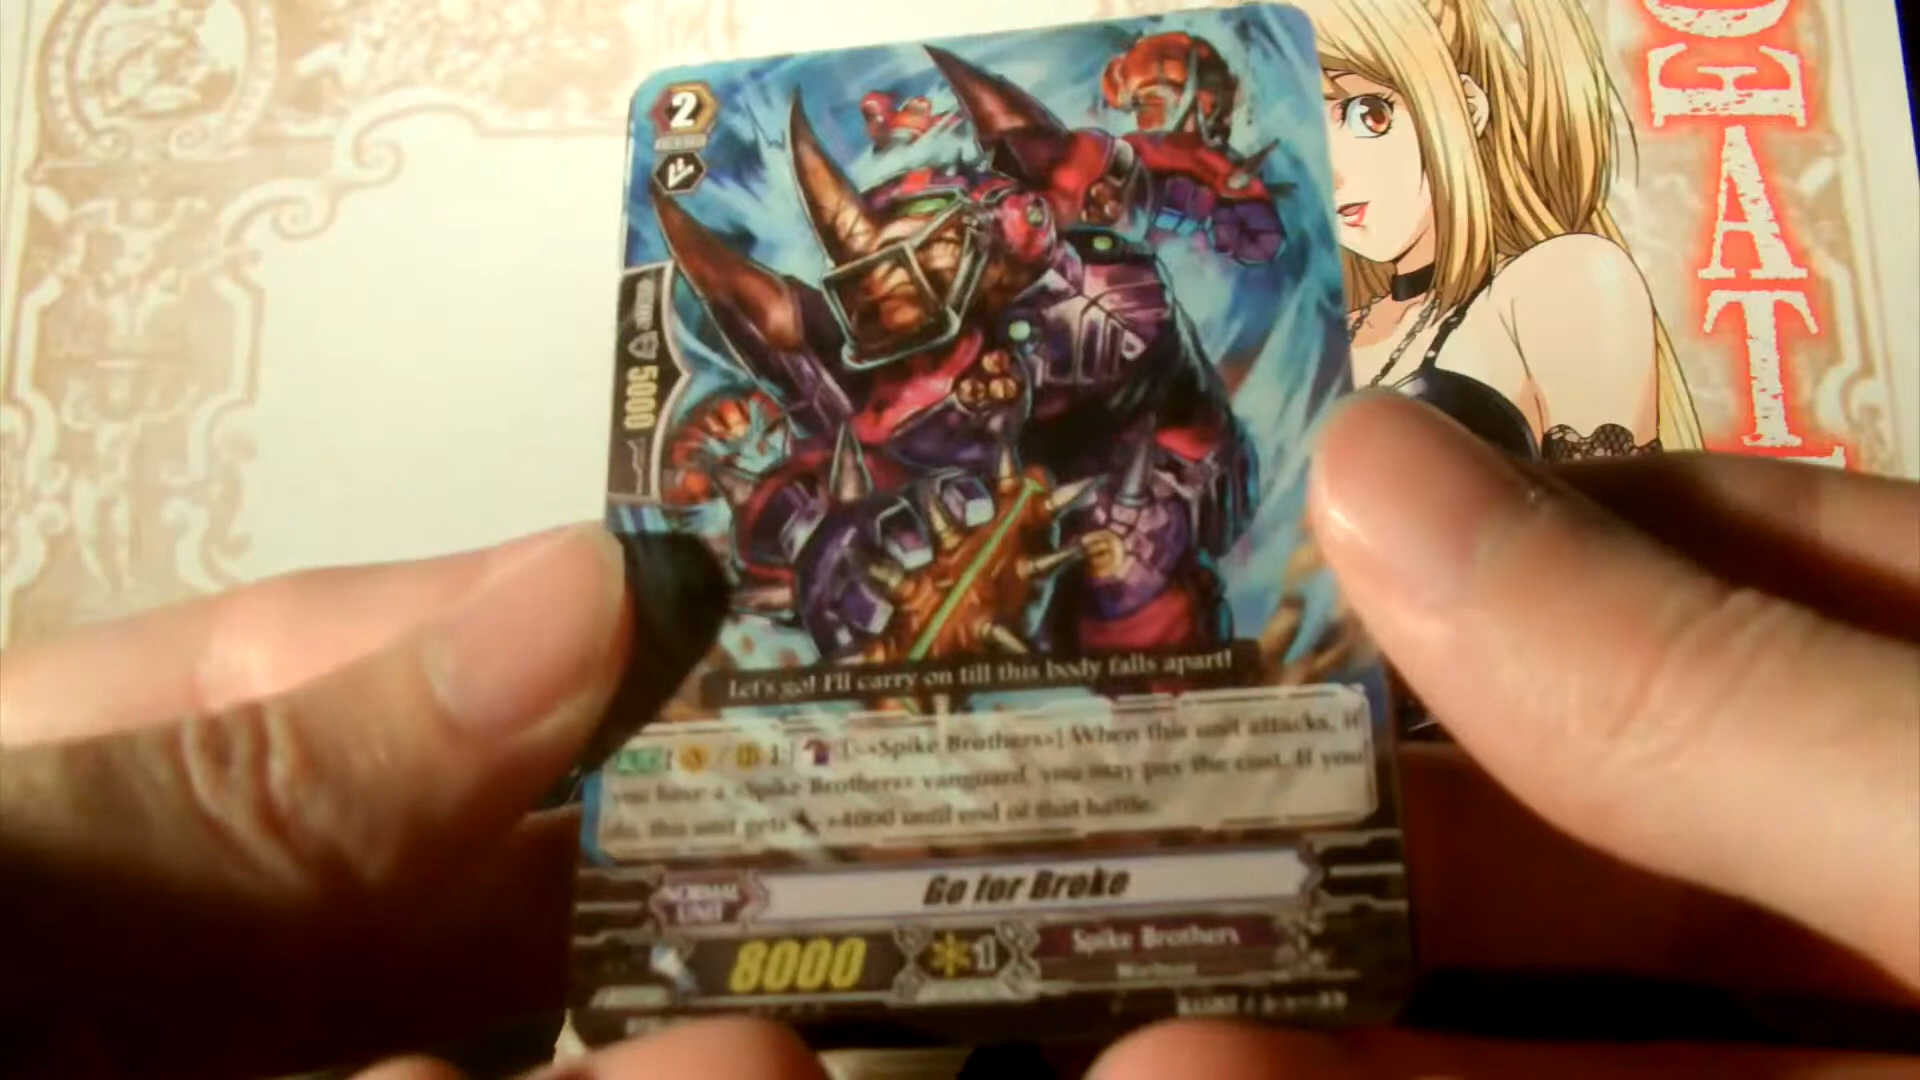 2
5000
EAT
Let's go! I'll carry on till this body falls apart!
1 [«Spike Brothers»] When this unit attacks, if
you have a «Spike Brothers» vanguard, you may pay the cost. If you
do, this unit gets +4000 until end of that battle.
NORMAL
UNIT
Go for Broke
8000
1
Spike Brothers